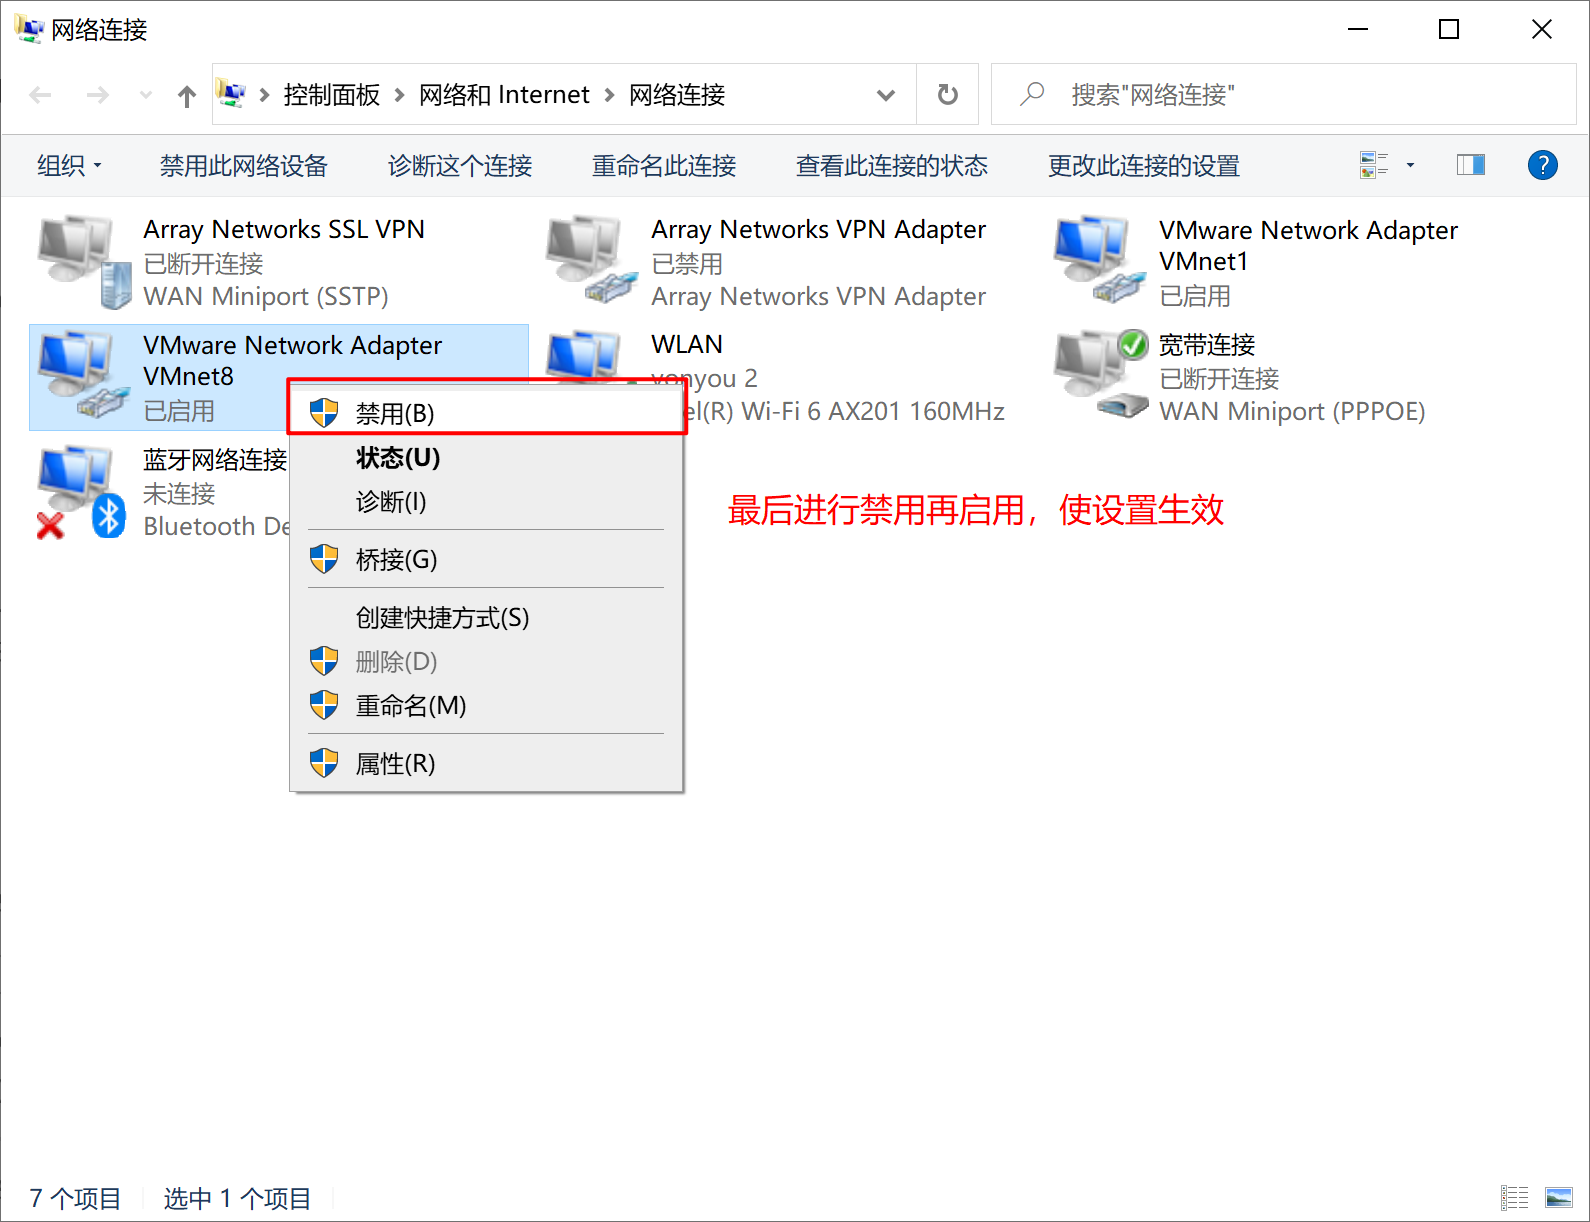 网络连接
控制面板 网络和 Internet 网络连接
搜索"网络连接"
组织 禁用此网络设备 诊断这个连接 重命名此连接 查看此连接的状态 更改此连接的设置
Array Networks SSL VPN
已断开连接
WAN Miniport (SSTP)
Array Networks VPN Adapter
已禁用
Array Networks VPN Adapter
VMware Network Adapter
VMnet1
已启用
VMware Network Adapter
VMnet8
已启用
WLAN
yonyou 2
el(R) Wi-Fi 6 AX201 160MHz
宽带连接
已断开连接
WAN Miniport (PPPOE)
蓝牙网络连接
未连接
Bluetooth De
禁用(B)
状态(U)
诊断(I)
桥接(G)
创建快捷方式(S)
删除(D)
重命名(M)
属性(R)
最后进行禁用再启用，使设置生效
7 个项目 选中 1 个项目